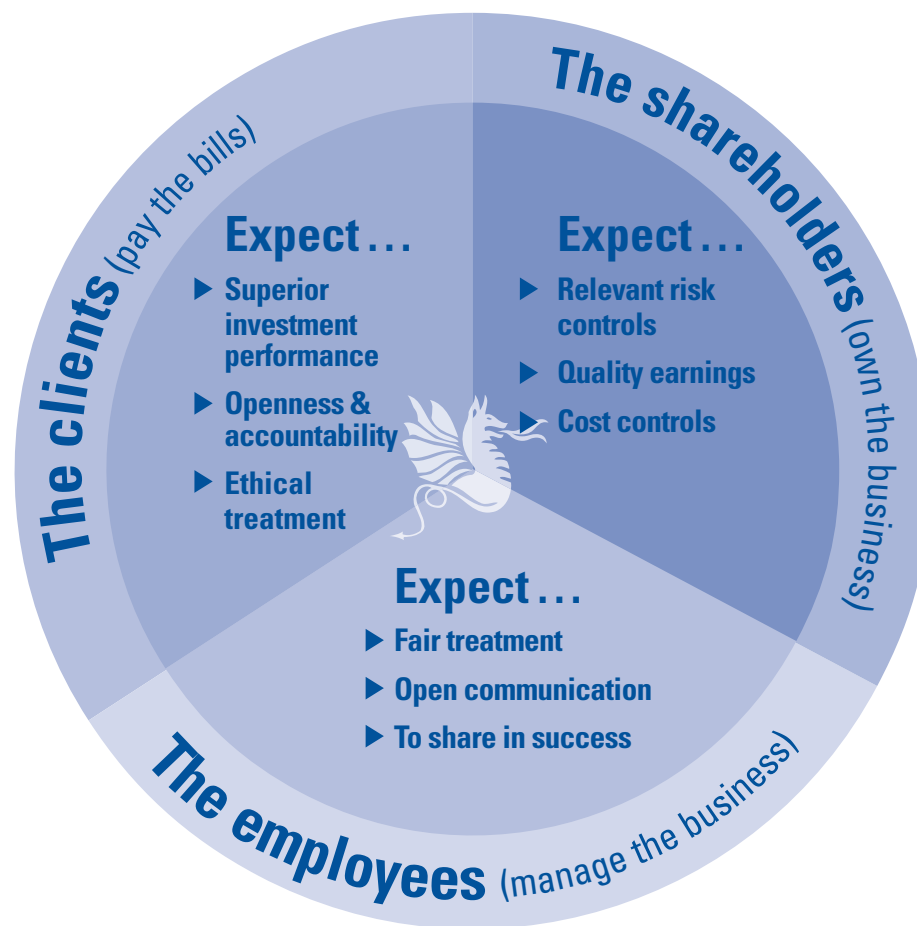 The clients (pay the bills)
Expect...
Superior
investment
performance
Openness &
accountability
Ethical
treatment
The shareholders (own the business)
Expect...
Relevant risk
controls
Quality earnings
Cost controls
Expect...
Fair treatment
Open communication
To share in success
The employees (manage the business)